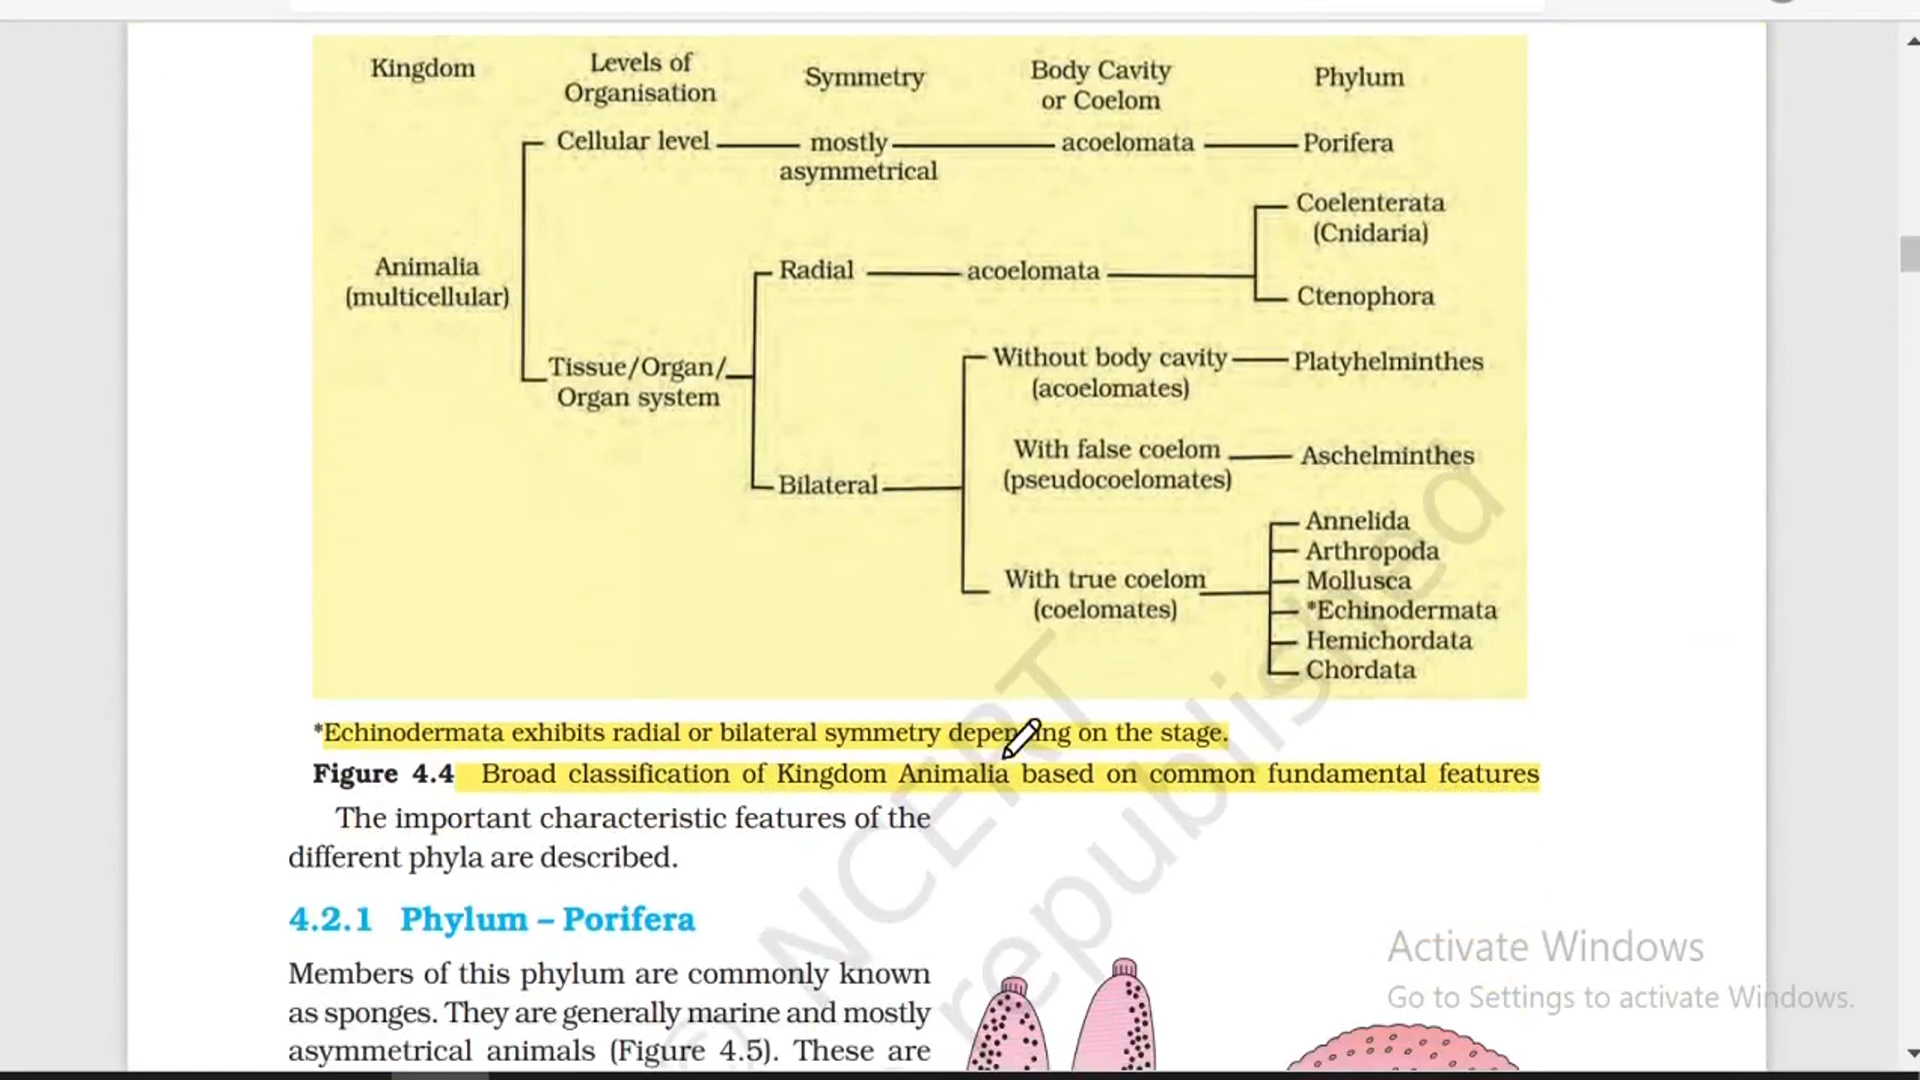 Kingdom
Levels of
Organisation
Symmetry
Body Cavity
or Coelom
Phylum
Cellular level
mostly
asymmetrical
acoelomata
Porifera
Animalia
(multicellular)
Radial
acoelomata
Coelenterata
(Cnidaria)
Ctenophora
Tissue/Organ/
Organ system
Bilateral
Without body cavity
(acoelomates)
Platyhelminthes
With false coelom
(pseudocoelomates)
Aschelminthes
With true coelom
(coelomates)
Annelida
Arthropoda
Mollusca
*Echinodermata
Hemichordata
Chordata
*Echinodermata exhibits radial or bilateral symmetry depending on the stage.
Figure 4.4 Broad classification of Kingdom Animalia based on common fundamental features
The important characteristic features of the
different phyla are described.
4.2.1 Phylum – Porifera
Members of this phylum are commonly known
as sponges. They are generally marine and mostly
asymmetrical animals (Figure 4.5). These are
© NCERT
republished
Activate Windows
Go to Settings to activate Windows.